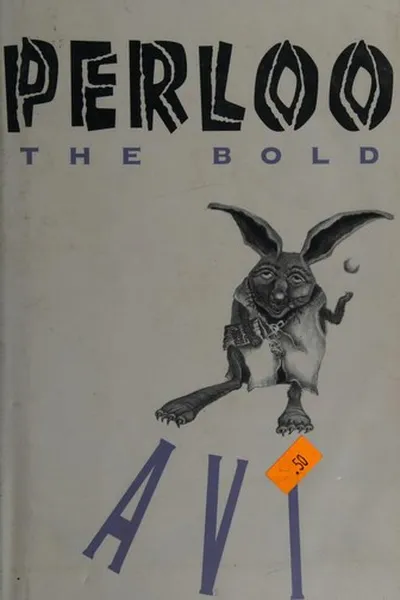 PERLOO
THE BOLD
.50
AVI